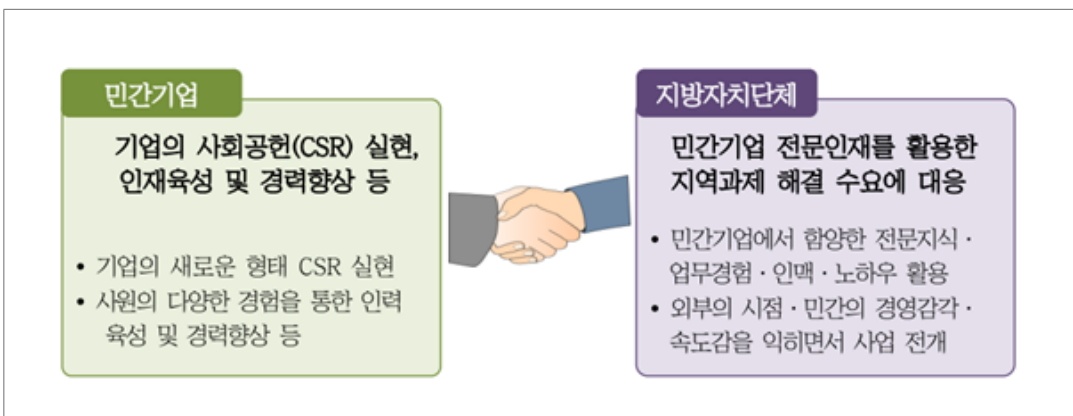 민간기업
기업의 사회공헌(CSR) 실현,
인재육성 및 경력향상 등
• 기업의 새로운 형태 CSR 실현
• 사원의 다양한 경험을 통한 인력
육성 및 경력향상 등
지방자치단체
민간기업 전문인재를 활용한
지역과제 해결 수요에 대응
• 민간기업에서 함양한 전문지식 ·
업무경험 · 인맥 · 노하우 활용
• 외부의 시점 · 민간의 경영감각 ·
속도감을 익히면서 사업 전개